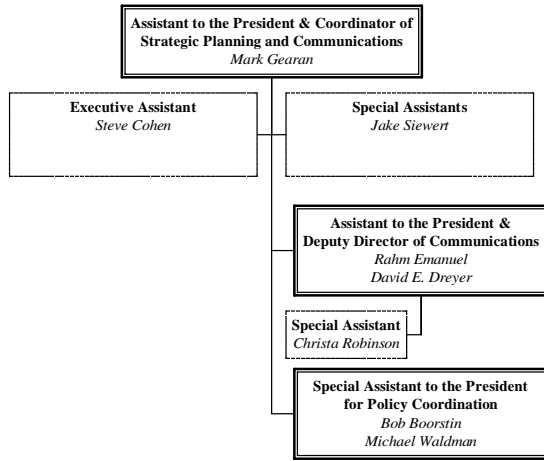 Assistant to the President & Coordinator of
Strategic Planning and Communications
Mark Gearan
Executive Assistant
Steve Cohen
Special Assistants
Jake Siewert
Assistant to the President &
Deputy Director of Communications
Rahm Emanuel
David E. Dreyer
Special Assistant
Christa Robinson
Special Assistant to the President
for Policy Coordination
Bob Boorstin
Michael Waldman